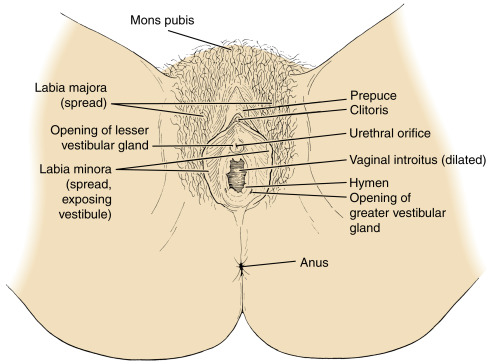 Mons pubis
Labia majora
(spread)
Opening of lesser
vestibular gland
Labia minora
(spread,
exposing
vestibule)
Prepuce
Clitoris
Urethral orifice
Vaginal introitus (dilated)
Hymen
Opening of
greater vestibular
gland
Anus